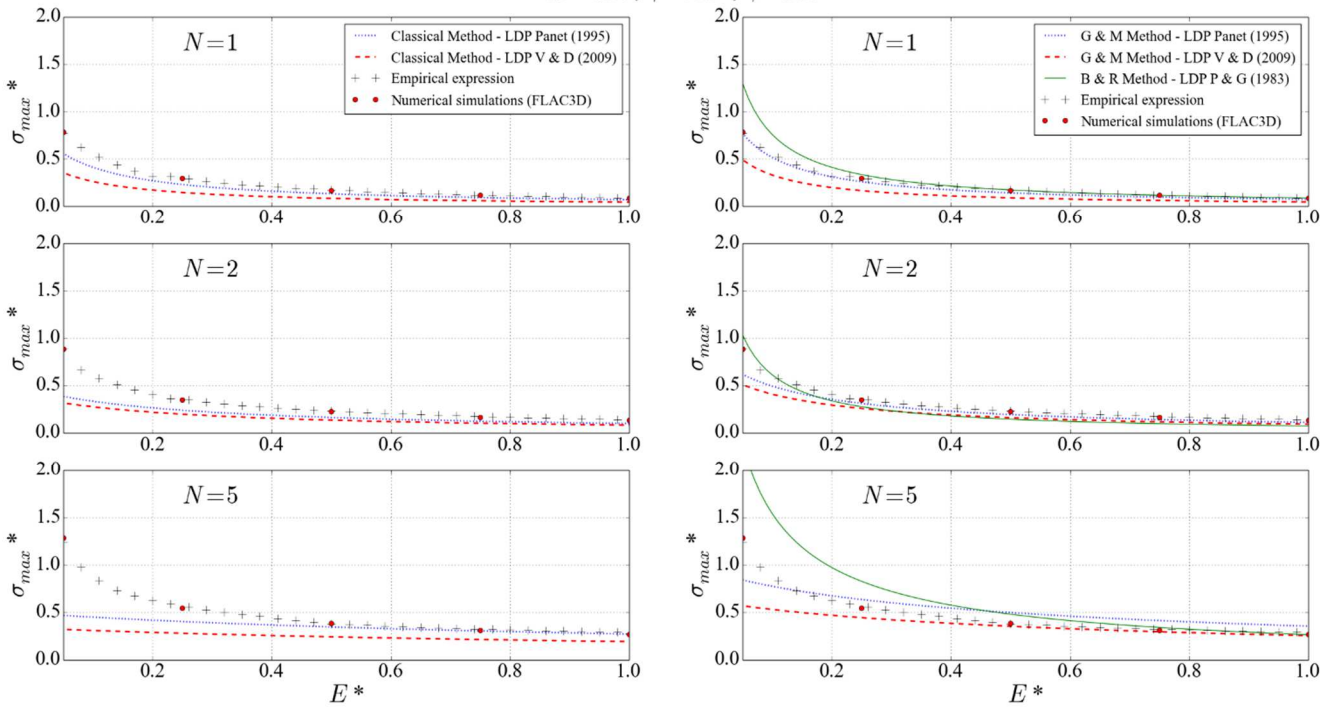 2.0
1.5
1.0
0.5
0.0
σmax*
N=1
Classical Method - LDP Panet (1995)
Classical Method - LDP V & D (2009)
Empirical expression
Numerical simulations (FLAC3D)
0.2 0.4 0.6 0.8 1.0
2.0
1.5
1.0
0.5
0.0
σmax*
N=1
G & M Method - LDP Panet (1995)
G & M Method - LDP V & D (2009)
B & R Method - LDP P & G (1983)
Empirical expression
Numerical simulations (FLAC3D)
0.2 0.4 0.6 0.8 1.0
2.0
1.5
1.0
0.5
0.0
σmax*
N=2
0.2 0.4 0.6 0.8 1.0
2.0
1.5
1.0
0.5
0.0
σmax*
N=2
0.2 0.4 0.6 0.8 1.0
2.0
1.5
1.0
0.5
0.0
σmax*
N=5
0.2 0.4 0.6 0.8 1.0
E*
2.0
1.5
1.0
0.5
0.0
σmax*
N=5
0.2 0.4 0.6 0.8 1.0
E*